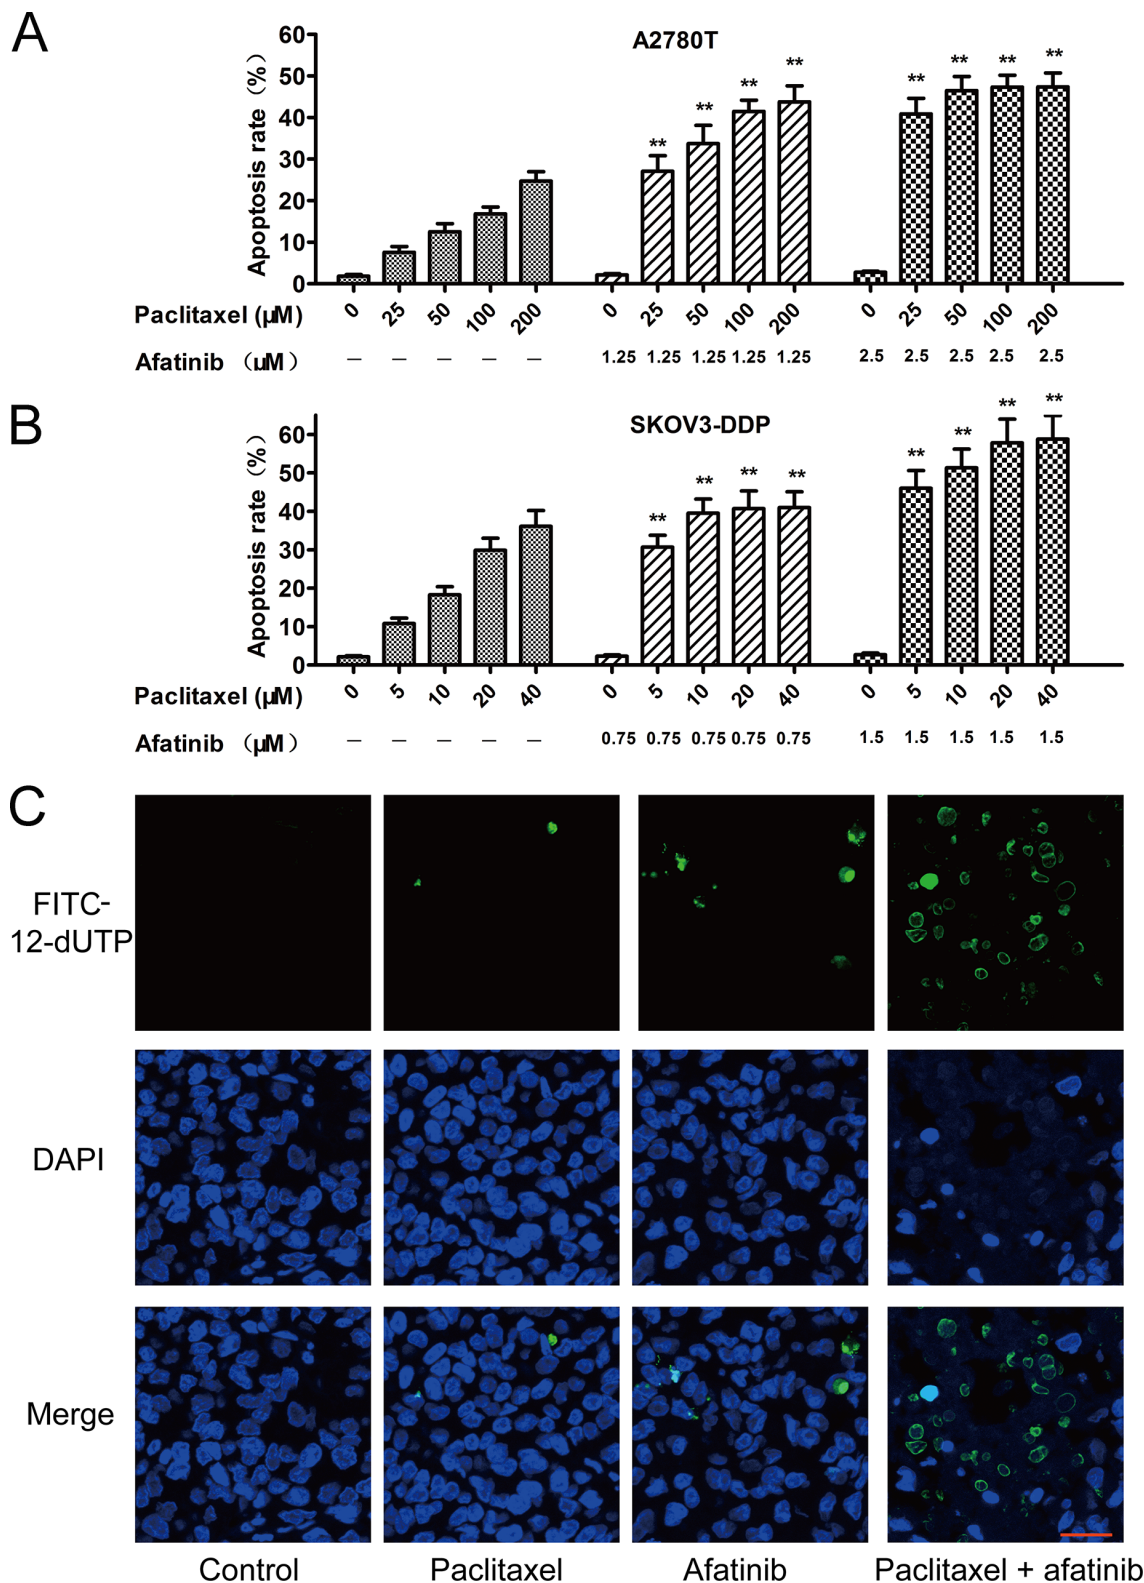 A
A2780T
Apoptosis rate (%)
60
50
40
30
20
10
0
** ** ** ** ** ** ** **
Paclitaxel (μM) 0 25 50 100 200 0 25 50 100 200 0 25 50 100 200
Afatinib (μM) — — — — — 1.25 1.25 1.25 1.25 1.25 2.5 2.5 2.5 2.5 2.5
B
SKOV3-DDP
Apoptosis rate (%)
60
50
40
30
20
10
0
** ** ** ** ** ** ** **
Paclitaxel (μM) 0 5 10 20 40 0 5 10 20 40 0 5 10 20 40
Afatinib (μM) — — — — — 0.75 0.75 0.75 0.75 0.75 1.5 1.5 1.5 1.5 1.5
C
FITC-
12-dUTP
DAPI
Merge
Control Paclitaxel Afatinib Paclitaxel + afatinib